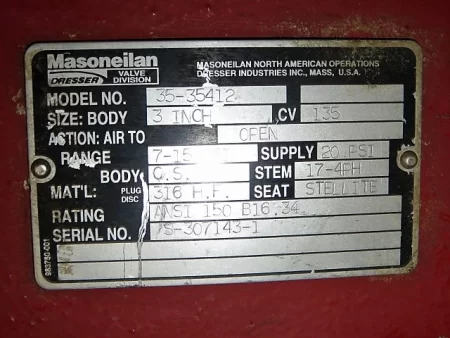 Masoneilan
DRESSER VALVE DIVISION
MASONEILAN NORTH AMERICAN OPERATIONS
DRESSER INDUSTRIES INC., MASS, U.S.A.
MODEL NO. 35-35412
SIZE: BODY 3 INCH CV 135
ACTION: AIR TO OPEN
RANGE 7-15 SUPPLY 20 PSI
BODY C.S. STEM 17-4PH
MAT'L: PLUG DISC 316 H.F. SEAT STELLITE
RATING ANSI 150 B16.34
SERIAL NO. 7S-307143-1